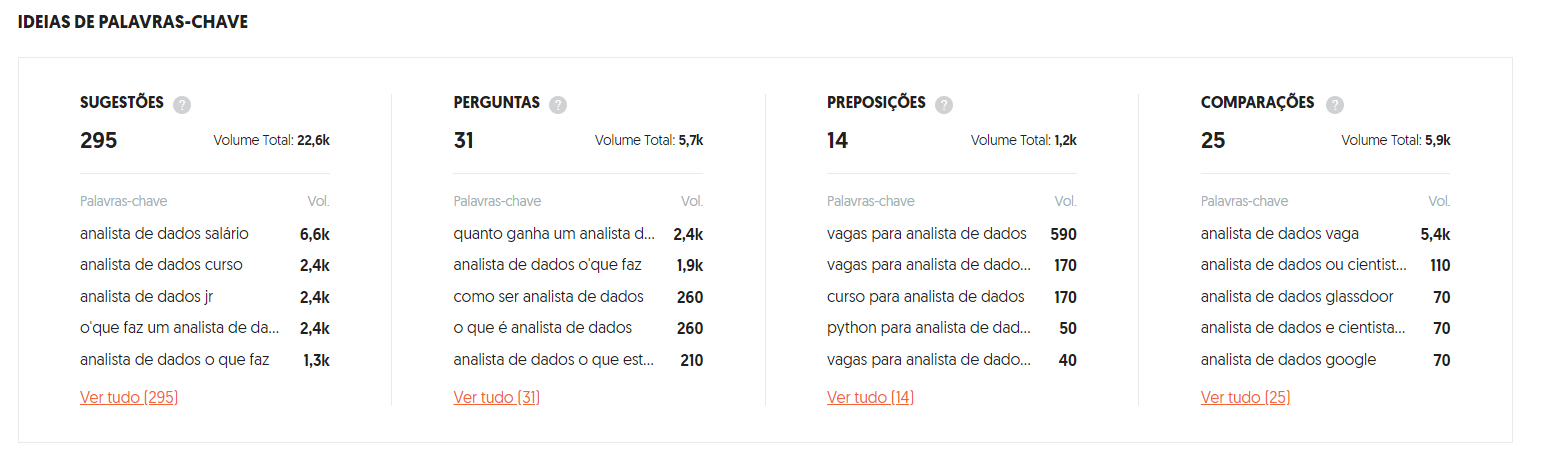 IDEIAS DE PALAVRAS-CHAVE
SUGESTÕES ?
295 Volume Total: 22,6k
Palavras-chave Vol.
analista de dados salário 6,6k
analista de dados curso 2,4k
analista de dados jr 2,4k
o'que faz um analista de da... 2,4k
analista de dados o que faz 1,3k
Ver tudo (295)
PERGUNTAS ?
31 Volume Total: 5,7k
Palavras-chave Vol.
quanto ganha um analista d... 2,4k
analista de dados o'que faz 1,9k
como ser analista de dados 260
o que é analista de dados 260
analista de dados o que est... 210
Ver tudo (31)
PREPOSIÇÕES ?
14 Volume Total: 1,2k
Palavras-chave Vol.
vagas para analista de dados 590
vagas para analista de dado... 170
curso para analista de dados 170
python para analista de dad... 50
vagas para analista de dado... 40
Ver tudo (14)
COMPARAÇÕES ?
25 Volume Total: 5,9k
Palavras-chave Vol.
analista de dados vaga 5,4k
analista de dados ou cientist... 110
analista de dados glassdoor 70
analista de dados e cientista... 70
analista de dados google 70
Ver tudo (25)